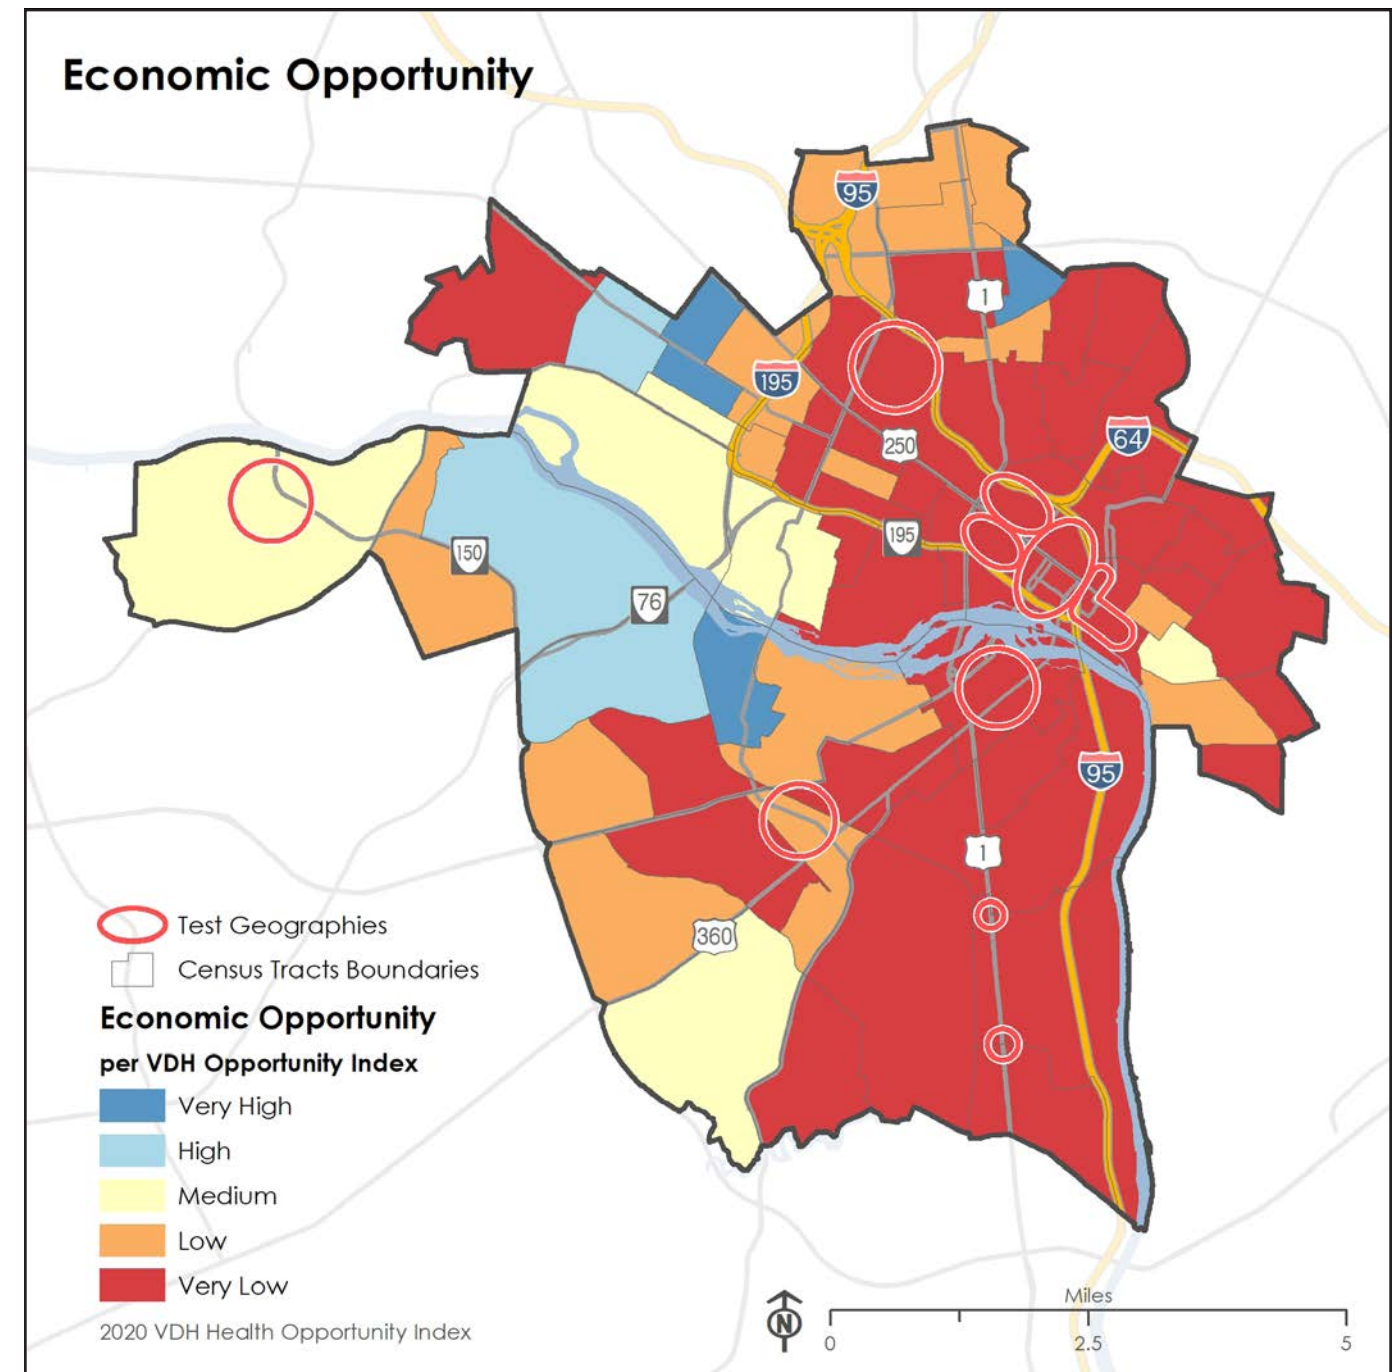 Economic Opportunity
95
1
195
64
250
195
150
76
95
1
360
Test Geographies
Census Tracts Boundaries
Economic Opportunity
per VDH Opportunity Index
Very High
High
Medium
Low
Very Low
2020 VDH Health Opportunity Index
N
Miles
0
2.5
5